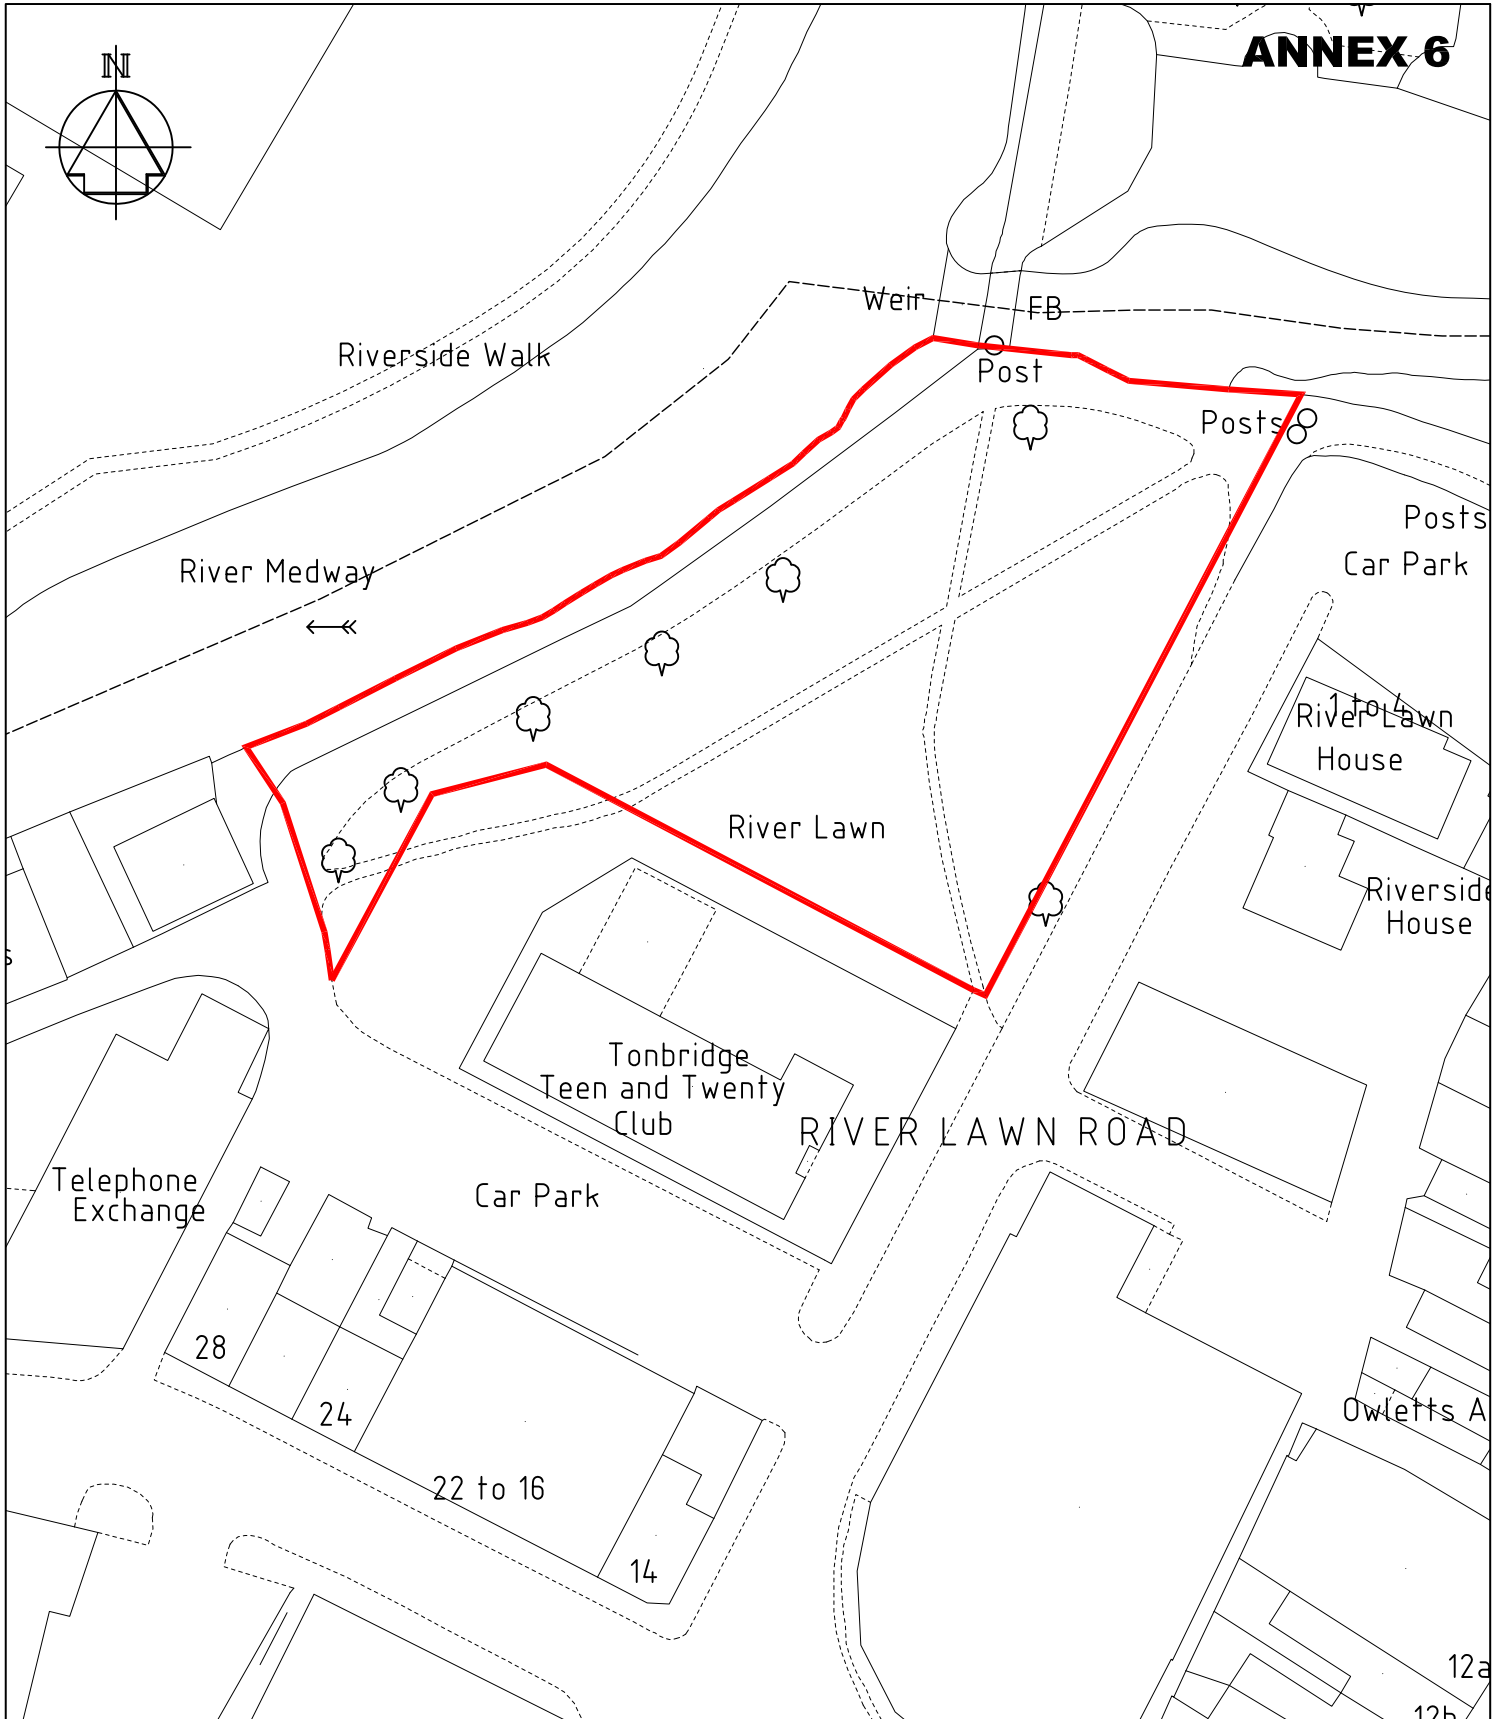 ANNEX 6
N
Weir
FB
Riverside Walk
Post
Posts
Posts
Car Park
River Medway
1 to 4
River Lawn
House
River Lawn
Riverside
House
Tonbridge
Teen and Twenty
Club
RIVER LAWN ROAD
Telephone
Exchange
Car Park
28
24
Owletts A
22 to 16
14
12a
12b